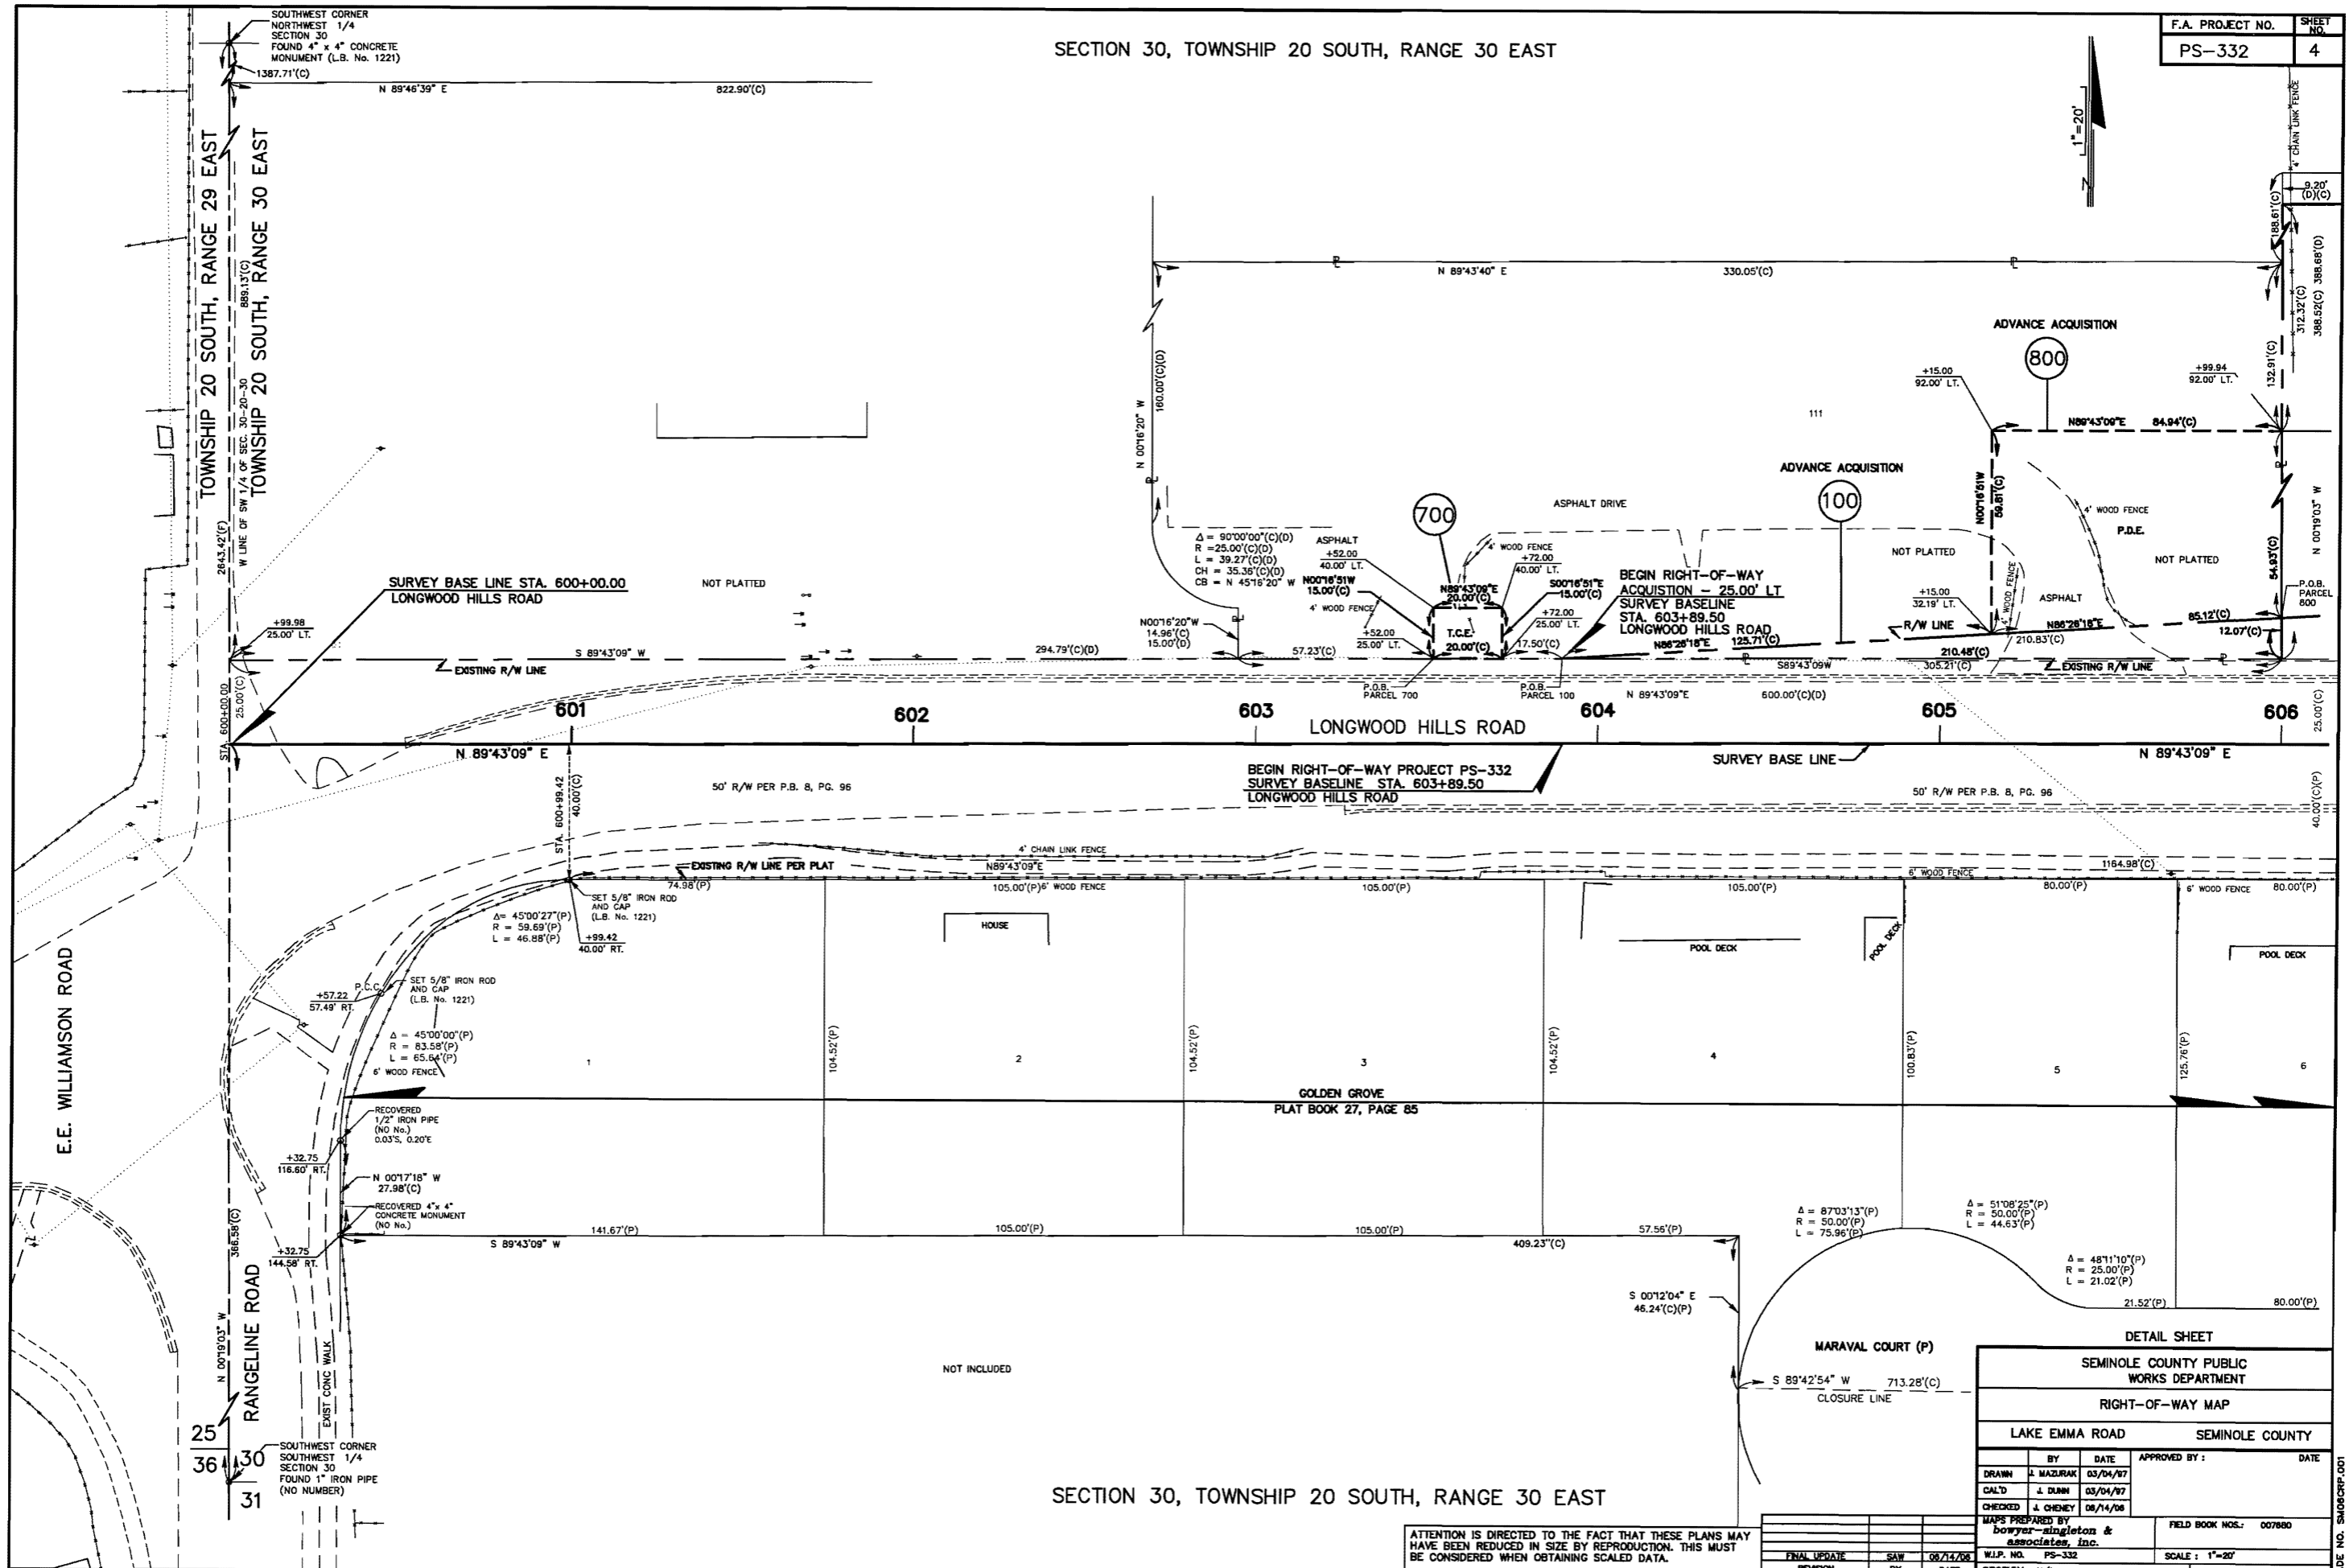 SOUTHWEST CORNER
NORTHWEST 1/4
SECTION 30
FOUND 4" x 4" CONCRETE
MONUMENT (L.B. No. 1221)
1387.71'(C)
N 89°46'39" E
822.90'(C)
SECTION 30, TOWNSHIP 20 SOUTH, RANGE 30 EAST
F.A. PROJECT NO.
SHEET NO.
PS-332
4
1"=20'
4' CHAIN LINK FENCE
9.20'
(D)(C)
188.61'(C)
312.32'(C)
388.52(C) 388.68'(D)
132.91'(C)
TOWNSHIP 20 SOUTH, RANGE 29 EAST
TOWNSHIP 20 SOUTH, RANGE 30 EAST
889.13'(C)
W LINE OF SW 1/4 OF SEC. 30-20-30
2643.42'(F)
N 89°43'40" E
330.05'(C)
160.00'(C)(D)
N 00°16'20" W
ADVANCE ACQUISITION
800
+15.00
92.00' LT.
+99.94
92.00' LT.
111
N89°43'09"E
84.94'(C)
ADVANCE ACQUISITION
100
N00°16'51W
59.81'(C)
4' WOOD FENCE
P.D.E.
NOT PLATTED
NOT PLATTED
N 00°19'03" W
54.93'(C)
P.O.B.
PARCEL
800
700
ASPHALT DRIVE
Δ = 90°00'00"(C)(D)
R =25.00'(C)(D)
L = 39.27'(C)(D)
CH = 35.36'(C)(D)
CB = N 45°16'20" W
ASPHALT
+52.00
40.00' LT.
4' WOOD FENCE
+72.00
40.00' LT.
N00°16'51W
15.00'(C)
N89°43'09"E
20.00'(C)
S00°16'51"E
15.00'(C)
4' WOOD FENCE
T.C.E.
20.00'(C)
+52.00
25.00' LT.
+72.00
25.00' LT.
17.50'(C)
BEGIN RIGHT-OF-WAY
ACQUISTION - 25.00' LT
SURVEY BASELINE
STA. 603+89.50
LONGWOOD HILLS ROAD
N86°26'18"E
125.71'(C)
+15.00
32.19' LT.
R/W LINE
4' WOOD FENCE
ASPHALT
N86°26'18"E
85.12'(C)
12.07'(C)
210.83'(C)
210.48'(C)
S89°43'09W
305.21'(C)
EXISTING R/W LINE
SURVEY BASE LINE STA. 600+00.00
LONGWOOD HILLS ROAD
NOT PLATTED
+99.98
25.00' LT.
S 89°43'09" W
EXISTING R/W LINE
294.79'(C)(D)
N00°16'20"W
14.96'(C)
15.00'(D)
57.23'(C)
P.O.B.
PARCEL 700
P.O.B.
PARCEL 100
N 89°43'09"E
600.00'(C)(D)
STA. 600+00.00
25.00'(C)
25.00'(C)
601
602
603
604
605
606
LONGWOOD HILLS ROAD
N 89°43'09" E
SURVEY BASE LINE
N 89°43'09" E
BEGIN RIGHT-OF-WAY PROJECT PS-332
SURVEY BASELINE STA. 603+89.50
LONGWOOD HILLS ROAD
STA. 600+99.42
40.00'(C)
50' R/W PER P.B. 8, PG. 96
50' R/W PER P.B. 8, PG. 96
40.00'(C)(P)
4' CHAIN LINK FENCE
EXISTING R/W LINE PER PLAT
N89°43'09"E
1164.98'(C)
74.98'(P)
105.00'(P)
6' WOOD FENCE
105.00'(P)
105.00'(P)
6' WOOD FENCE
80.00'(P)
6' WOOD FENCE
80.00'(P)
SET 5/8" IRON ROD
AND CAP
(L.B. No. 1221)
Δ= 45°00'27"(P)
R = 59.69'(P)
L = 46.88'(P)
+99.42
40.00' RT.
HOUSE
POOL DECK
POOL DECK
POOL DECK
E.E. WILLIAMSON ROAD
P.C.C.
+57.22
57.49' RT.
SET 5/8" IRON ROD
AND CAP
(L.B. No. 1221)
Δ = 45°00'00"(P)
R = 83.58'(P)
L = 65.64'(P)
6' WOOD FENCE
1
104.52'(P)
2
104.52'(P)
3
104.52'(P)
4
100.83'(P)
5
125.76'(P)
6
GOLDEN GROVE
PLAT BOOK 27, PAGE 85
RECOVERED
1/2" IRON PIPE
(NO No.)
0.03'S, 0.20'E
+32.75
116.60' RT.
N 00°17'18" W
27.98'(C)
RECOVERED 4"x 4"
CONCRETE MONUMENT
(NO No.)
+32.75
144.58' RT.
S 89°43'09" W
141.67'(P)
105.00'(P)
105.00'(P)
409.23"(C)
57.56'(P)
Δ = 87°03'13"(P)
R = 50.00'(P)
L = 75.96'(P)
Δ = 51°08'25"(P)
R = 50.00'(P)
L = 44.63'(P)
Δ = 48°11'10"(P)
R = 25.00'(P)
L = 21.02'(P)
21.52'(P)
80.00'(P)
366.58'(C)
N 00°19'03" W
RANGELINE ROAD
EXIST CONC WALK
S 00°12'04" E
46.24'(C)(P)
MARAVAL COURT (P)
S 89°42'54" W
713.28'(C)
CLOSURE LINE
NOT INCLUDED
25
36
30
31
SOUTHWEST CORNER
SOUTHWEST 1/4
SECTION 30
FOUND 1" IRON PIPE
(NO NUMBER)
SECTION 30, TOWNSHIP 20 SOUTH, RANGE 30 EAST
ATTENTION IS DIRECTED TO THE FACT THAT THESE PLANS MAY
HAVE BEEN REDUCED IN SIZE BY REPRODUCTION. THIS MUST
BE CONSIDERED WHEN OBTAINING SCALED DATA.
DETAIL SHEET
SEMINOLE COUNTY PUBLIC
WORKS DEPARTMENT
RIGHT-OF-WAY MAP
LAKE EMMA ROAD
SEMINOLE COUNTY
BY DATE
APPROVED BY : DATE
DRAWN J. MAZURAK 03/04/97
CAL'D J. DUNN 03/04/97
CHECKED J. CHENEY 06/14/06
MAPS PREPARED BY
bowyer-singleton &
associates, inc.
FIELD BOOK NOS.: 007680
FINAL UPDATE SAW 06/14/06
W.I.P. NO. PS-332
SCALE : 1"=20'